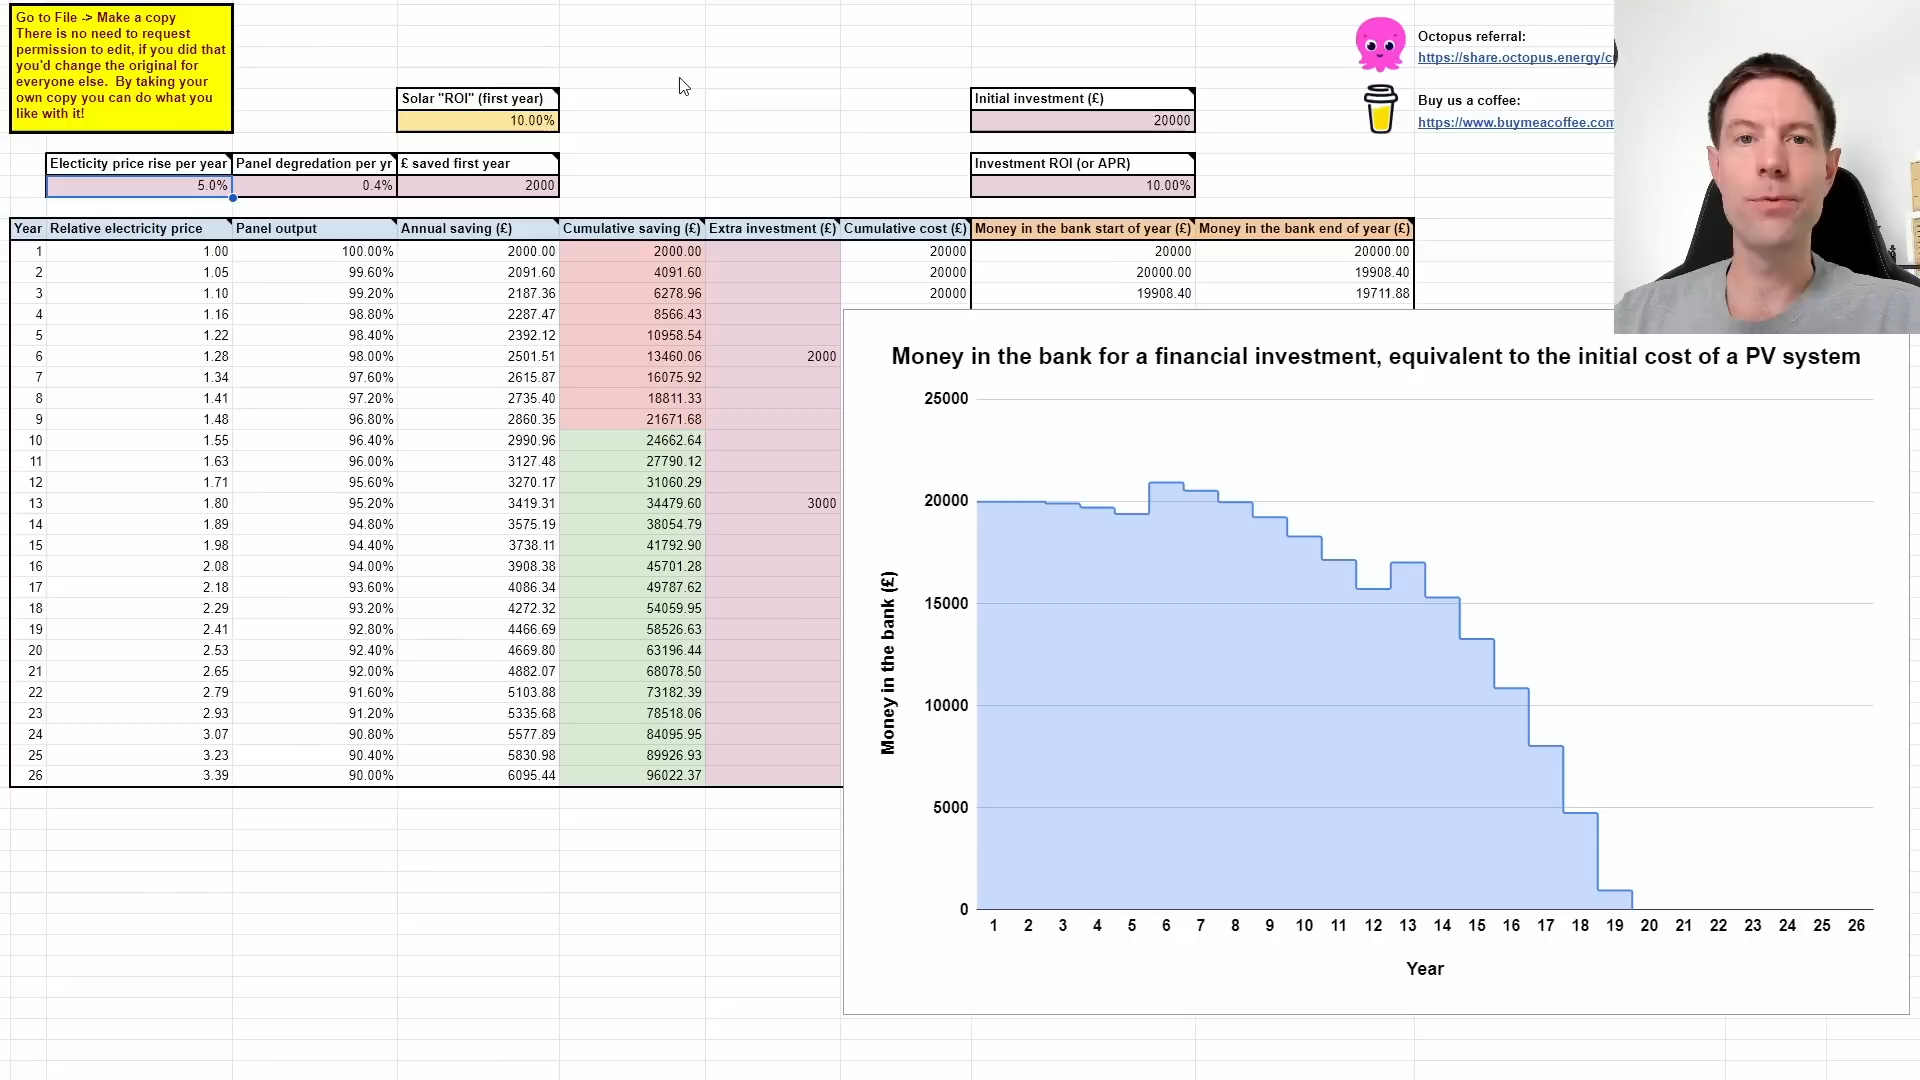 Go to File -> Make a copy
There is no need to request
permission to edit, if you did that
you'd change the original for
everyone else.  By taking your
own copy you can do what you
like with it!
Octopus referral:
https://share.octopus.energy/c
Buy us a coffee:
https://www.buymeacoffee.com
Solar "ROI" (first year)
10.00%
Initial investment (£)
20000
Electicity price rise per year Panel degredation per yr £ saved first year
5.0% 0.4% 2000
Investment ROI (or APR)
10.00%
Year Relative electricity price Panel output Annual saving (£) Cumulative saving (£) Extra investment (£) Cumulative cost (£) Money in the bank start of year (£) Money in the bank end of year (£)
1 1.00 100.00% 2000.00 2000.00 20000 20000 20000.00
2 1.05 99.60% 2091.60 4091.60 20000 20000.00 19908.40
3 1.10 99.20% 2187.36 6278.96 20000 19908.40 19711.88
4 1.16 98.80% 2287.47 8566.43
5 1.22 98.40% 2392.12 10958.54
6 1.28 98.00% 2501.51 13460.06 2000
7 1.34 97.60% 2615.87 16075.92
8 1.41 97.20% 2735.40 18811.33
9 1.48 96.80% 2860.35 21671.68
10 1.55 96.40% 2990.96 24662.64
11 1.63 96.00% 3127.48 27790.12
12 1.71 95.60% 3270.17 31060.29
13 1.80 95.20% 3419.31 34479.60 3000
14 1.89 94.80% 3575.19 38054.79
15 1.98 94.40% 3738.11 41792.90
16 2.08 94.00% 3908.38 45701.28
17 2.18 93.60% 4086.34 49787.62
18 2.29 93.20% 4272.32 54059.95
19 2.41 92.80% 4466.69 58526.63
20 2.53 92.40% 4669.80 63196.44
21 2.65 92.00% 4882.07 68078.50
22 2.79 91.60% 5103.88 73182.39
23 2.93 91.20% 5335.68 78518.06
24 3.07 90.80% 5577.89 84095.95
25 3.23 90.40% 5830.98 89926.93
26 3.39 90.00% 6095.44 96022.37
Money in the bank for a financial investment, equivalent to the initial cost of a PV system
Money in the bank (£)
25000
20000
15000
10000
5000
0
1 2 3 4 5 6 7 8 9 10 11 12 13 14 15 16 17 18 19 20 21 22 23 24 25 26
Year